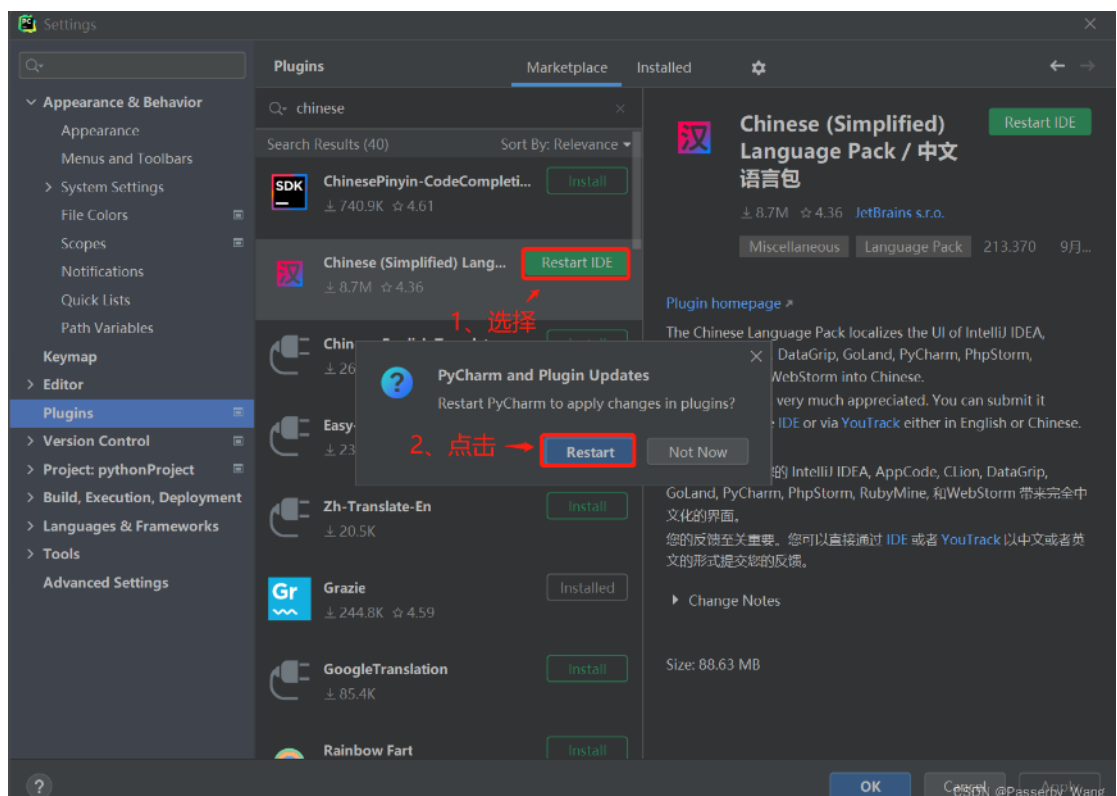 Settings
Appearance & Behavior
Appearance
Menus and Toolbars
System Settings
File Colors
Scopes
Notifications
Quick Lists
Path Variables
Keymap
Editor
Plugins
Version Control
Project: pythonProject
Build, Execution, Deployment
Languages & Frameworks
Tools
Advanced Settings
Plugins
Marketplace
Installed
chinese
Search Results (40)
Sort By: Relevance
SDK
ChinesePinyin-CodeCompleti...
Install
740.9K
4.61
汉
Chinese (Simplified) Lang...
Restart IDE
8.7M
4.36
1、选择
PyCharm and Plugin Updates
Restart PyCharm to apply changes in plugins?
2、点击
Restart
Not Now
Zh-Translate-En
Install
20.5K
Gr
Grazie
Installed
244.8K
4.59
GoogleTranslation
Install
85.4K
Rainbow Fart
Install
汉
Chinese (Simplified)
Language Pack / 中文
语言包
Restart IDE
8.7M
4.36
JetBrains s.r.o.
Miscellaneous
Language Pack
213.370
9月...
Plugin homepage
The Chinese Language Pack localizes the UI of IntelliJ IDEA,
DataGrip, GoLand, PyCharm, PhpStorm,
WebStorm into Chinese.
very much appreciated. You can submit it
IDE or via YouTrack either in English or Chinese.
IntelliJ IDEA, AppCode, CLion, DataGrip,
GoLand, PyCharm, PhpStorm, RubyMine, 和WebStorm 带来完全中
文化的界面。
您的反馈至关重要。您可以直接通过 IDE 或者 YouTrack 以中文或者英
文的形式提交您的反馈。
Change Notes
Size: 88.63 MB
?
OK
Cancel
Apply
CSDN @Passerby_Wang